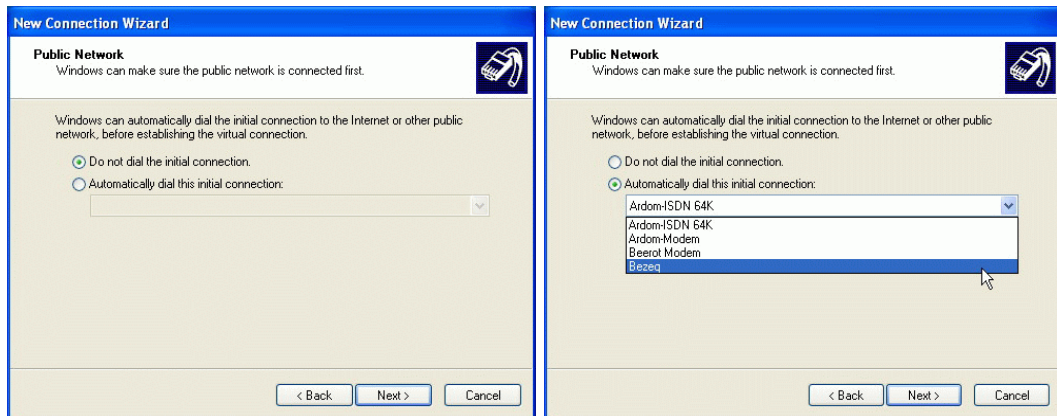 New Connection Wizard
Public Network
Windows can make sure the public network is connected first.
Windows can automatically dial the initial connection to the Internet or other public
network, before establishing the virtual connection.
Do not dial the initial connection.
Automatically dial this initial connection:
< Back
Next >
Cancel
New Connection Wizard
Public Network
Windows can make sure the public network is connected first.
Windows can automatically dial the initial connection to the Internet or other public
network, before establishing the virtual connection.
Do not dial the initial connection.
Automatically dial this initial connection:
Ardom-ISDN 64K
Ardom-ISDN 64K
Ardom-Modem
Beerot Modem
Bezeq
< Back
Next >
Cancel